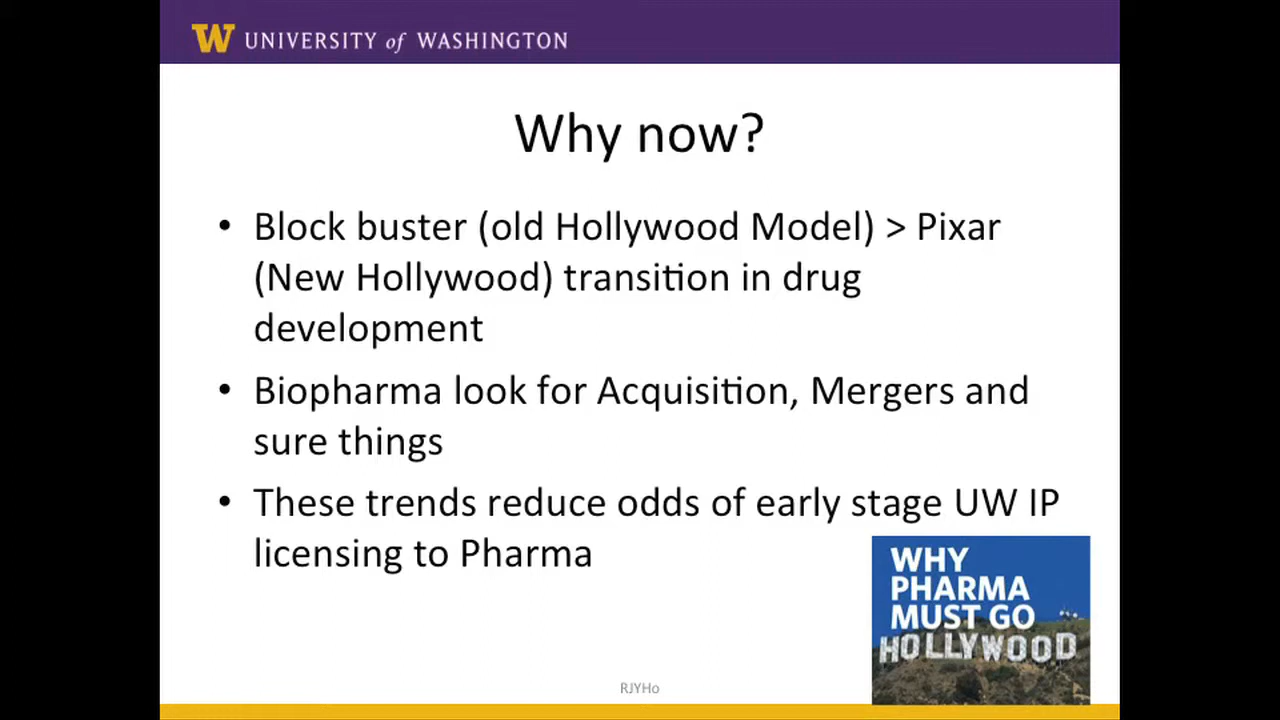 W UNIVERSITY of WASHINGTON
Why now?
• Block buster (old Hollywood Model) > Pixar
(New Hollywood) transition in drug
development
• Biopharma look for Acquisition, Mergers and
sure things
• These trends reduce odds of early stage UW IP
licensing to Pharma
WHY
PHARMA
MUST GO
HOLLYWOOD
RJYHo